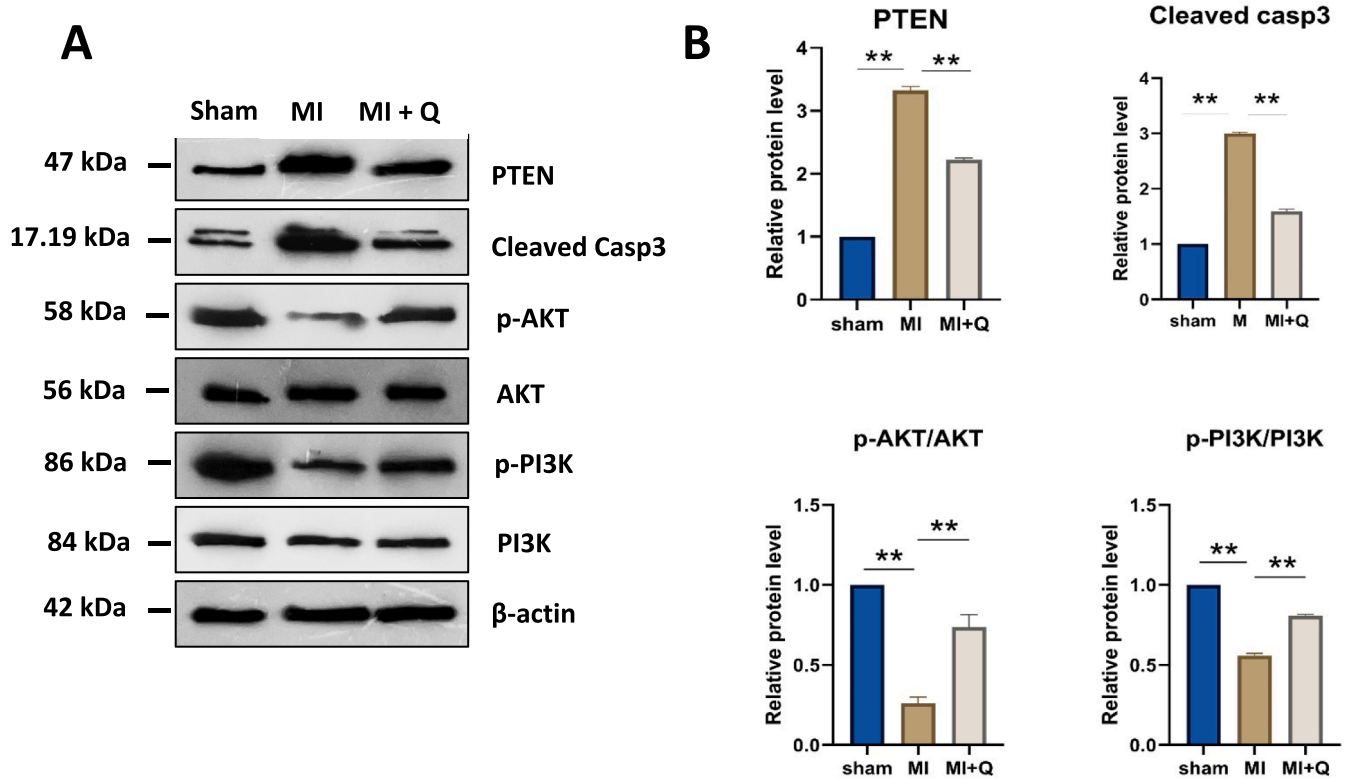 A
Sham MI MI + Q
47 kDa PTEN
17.19 kDa Cleaved Casp3
58 kDa p-AKT
56 kDa AKT
86 kDa p-PI3K
84 kDa PI3K
42 kDa β-actin
B
PTEN
Relative protein level
4
3
2
1
0
** **
sham MI MI+Q
Cleaved casp3
Relative protein level
4
3
2
1
0
** **
sham M MI+Q
p-AKT/AKT
Relative protein level
1.5
1.0
0.5
0.0
** **
sham MI MI+Q
p-PI3K/PI3K
Relative protein level
1.5
1.0
0.5
0.0
** **
sham MI MI+Q